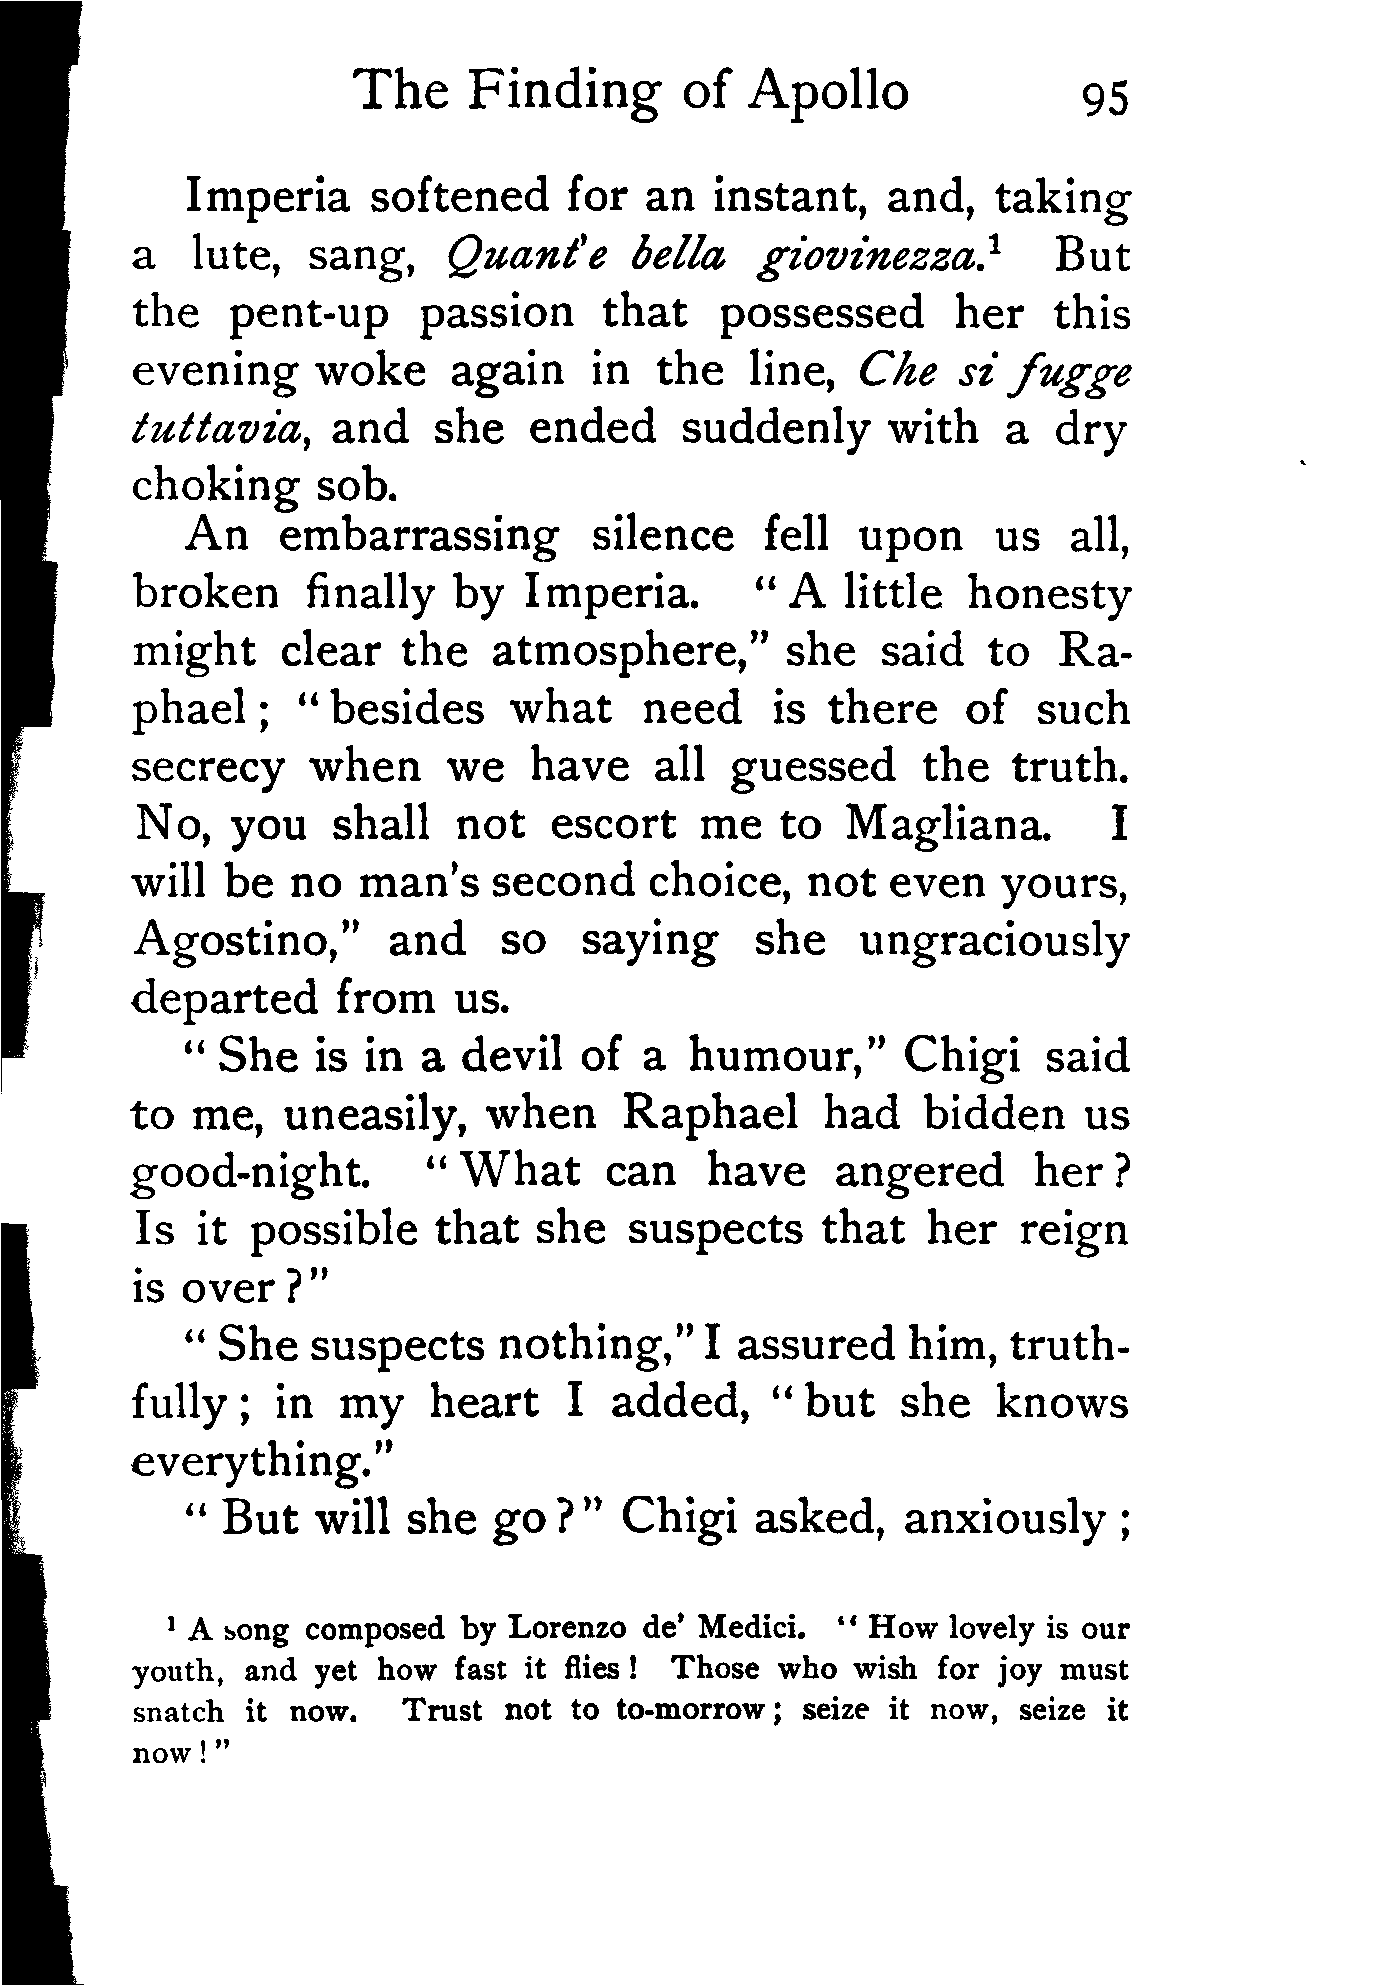 The Finding of Apollo 95
Imperia softened for an instant, and, taking
a lute, sang, Quant'e bella giovinezza.¹ But
the pent-up passion that possessed her this
evening woke again in the line, Che si fugge
tuttavia, and she ended suddenly with a dry
choking sob.
An embarrassing silence fell upon us all,
broken finally by Imperia. “ A little honesty
might clear the atmosphere,” she said to Ra-
phael ; “ besides what need is there of such
secrecy when we have all guessed the truth.
No, you shall not escort me to Magliana. I
will be no man's second choice, not even yours,
Agostino,” and so saying she ungraciously
departed from us.
“ She is in a devil of a humour,” Chigi said
to me, uneasily, when Raphael had bidden us
good-night. “ What can have angered her ?
Is it possible that she suspects that her reign
is over ?”
“ She suspects nothing,” I assured him, truth-
fully ; in my heart I added, “ but she knows
everything.”
“ But will she go ?” Chigi asked, anxiously ;
¹ A song composed by Lorenzo de' Medici. “ How lovely is our
youth, and yet how fast it flies ! Those who wish for joy must
snatch it now. Trust not to to-morrow ; seize it now, seize it
now ! ”